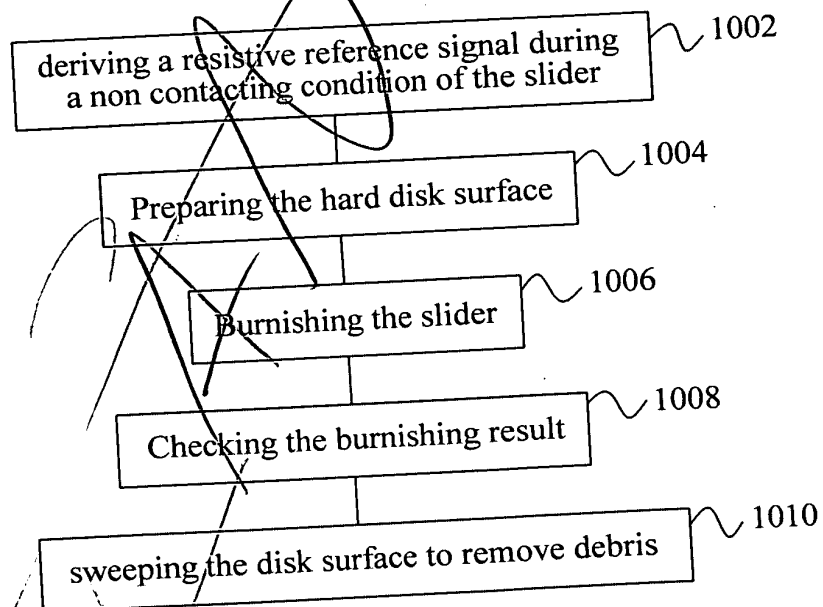 deriving a resistive reference signal during
a non contacting condition of the slider
1002
Preparing the hard disk surface
1004
Burnishing the slider
1006
Checking the burnishing result
1008
sweeping the disk surface to remove debris
1010